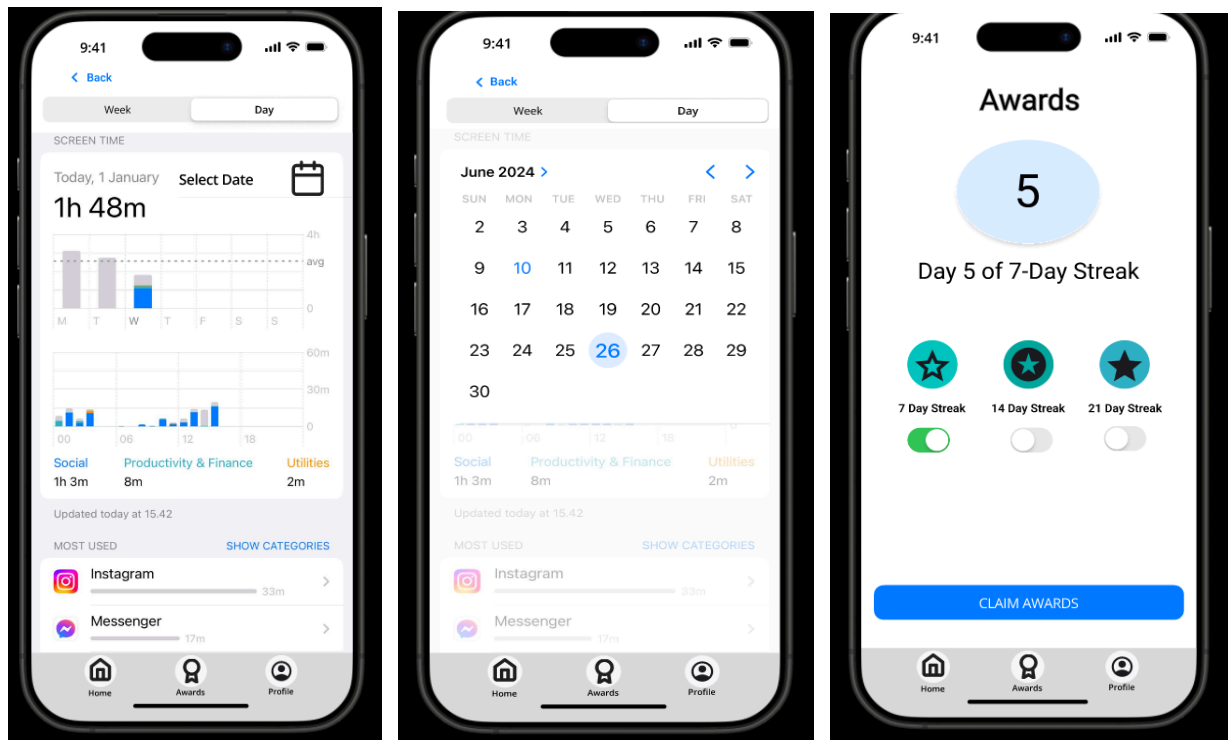 9:41
Back
Week Day
SCREEN TIME
Today, 1 January Select Date
1h 48m
4h
avg
0
M T W T F S S
60m
30m
0
00 06 12 18
Social Productivity & Finance Utilities
1h 3m 8m 2m
Updated today at 15.42
MOST USED SHOW CATEGORIES
Instagram
33m
Messenger
17m
Home Awards Profile
9:41
Back
Week Day
SCREEN TIME
June 2024
SUN MON TUE WED THU FRI SAT
2 3 4 5 6 7 8
9 10 11 12 13 14 15
16 17 18 19 20 21 22
23 24 25 26 27 28 29
30
0
00 06 12 18
Social Productivity & Finance Utilities
1h 3m 8m 2m
Updated today at 15.42
MOST USED SHOW CATEGORIES
Instagram
33m
Messenger
17m
Home Awards Profile
9:41
Awards
5
Day 5 of 7-Day Streak
7 Day Streak 14 Day Streak 21 Day Streak
CLAIM AWARDS
Home Awards Profile